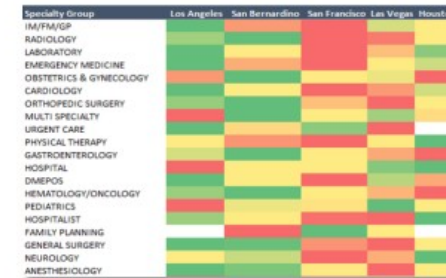 Specialty Group Los Angeles San Bernardino San Francisco Las Vegas Houst
IM/FM/GP
RADIOLOGY
LABORATORY
EMERGENCY MEDICINE
OBSTETRICS & GYNECOLOGY
CARDIOLOGY
ORTHOPEDIC SURGERY
MULTI SPECIALTY
URGENT CARE
PHYSICAL THERAPY
GASTROENTEROLOGY
HOSPITAL
DMEPOS
HEMATOLOGY/ONCOLOGY
PEDIATRICS
HOSPITALIST
FAMILY PLANNING
GENERAL SURGERY
NEUROLOGY
ANESTHESIOLOGY